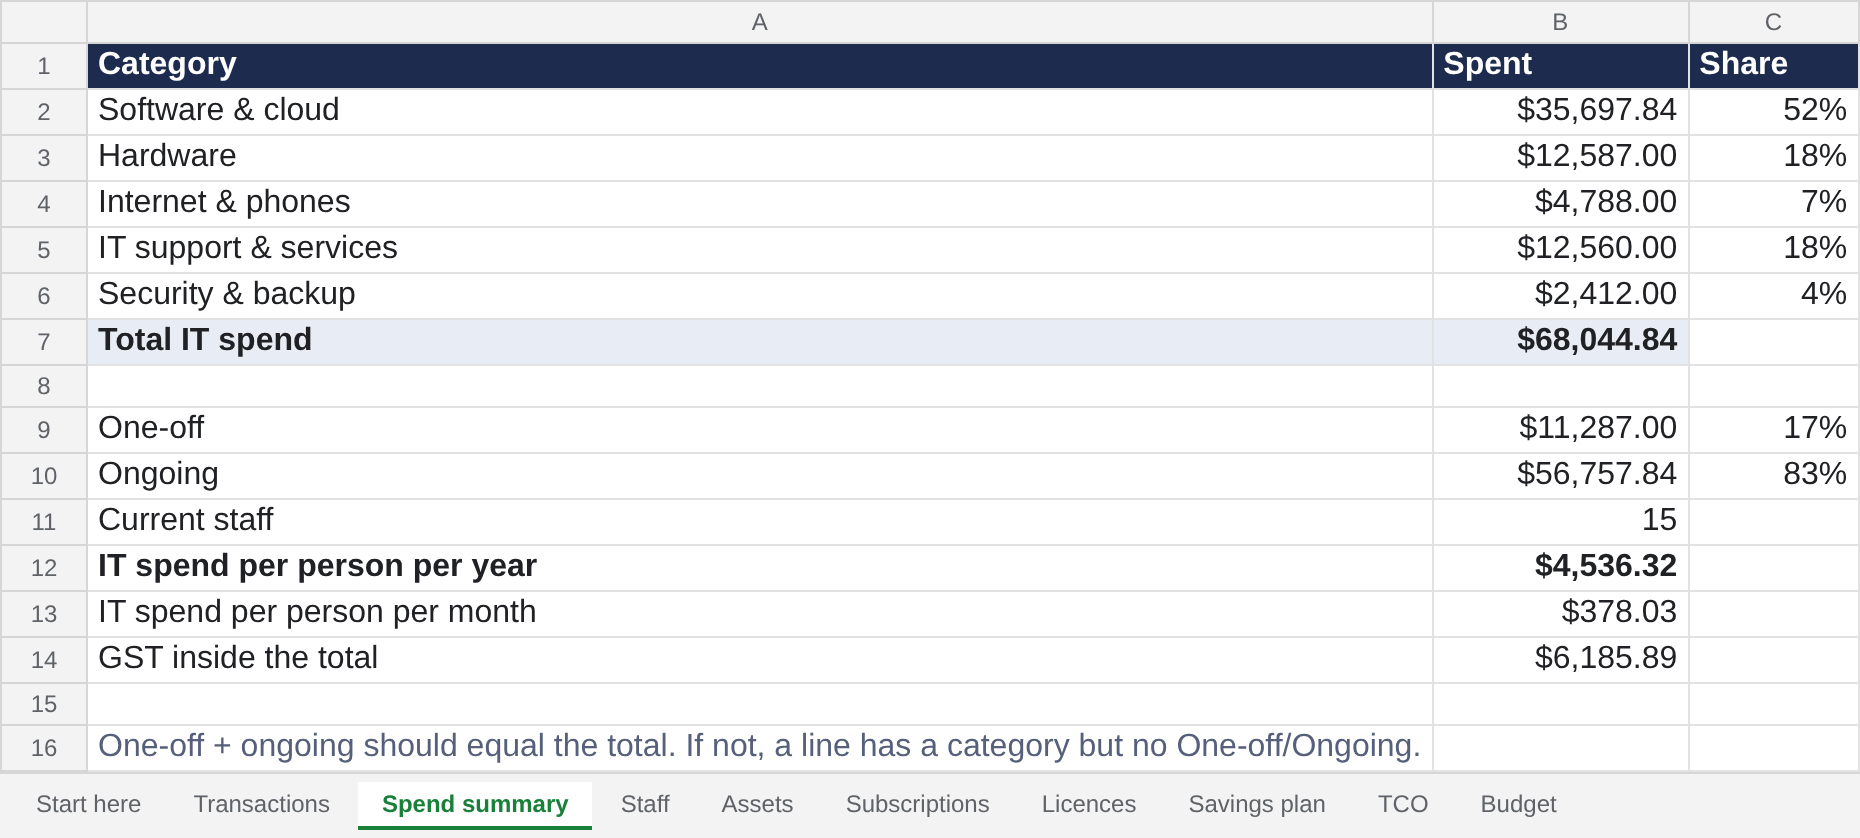 A B C
1 Category Spent Share
2 Software & cloud $35,697.84 52%
3 Hardware $12,587.00 18%
4 Internet & phones $4,788.00 7%
5 IT support & services $12,560.00 18%
6 Security & backup $2,412.00 4%
7 Total IT spend $68,044.84
8
9 One-off $11,287.00 17%
10 Ongoing $56,757.84 83%
11 Current staff 15
12 IT spend per person per year $4,536.32
13 IT spend per person per month $378.03
14 GST inside the total $6,185.89
15
16 One-off + ongoing should equal the total. If not, a line has a category but no One-off/Ongoing.
Start here Transactions Spend summary Staff Assets Subscriptions Licences Savings plan TCO Budget